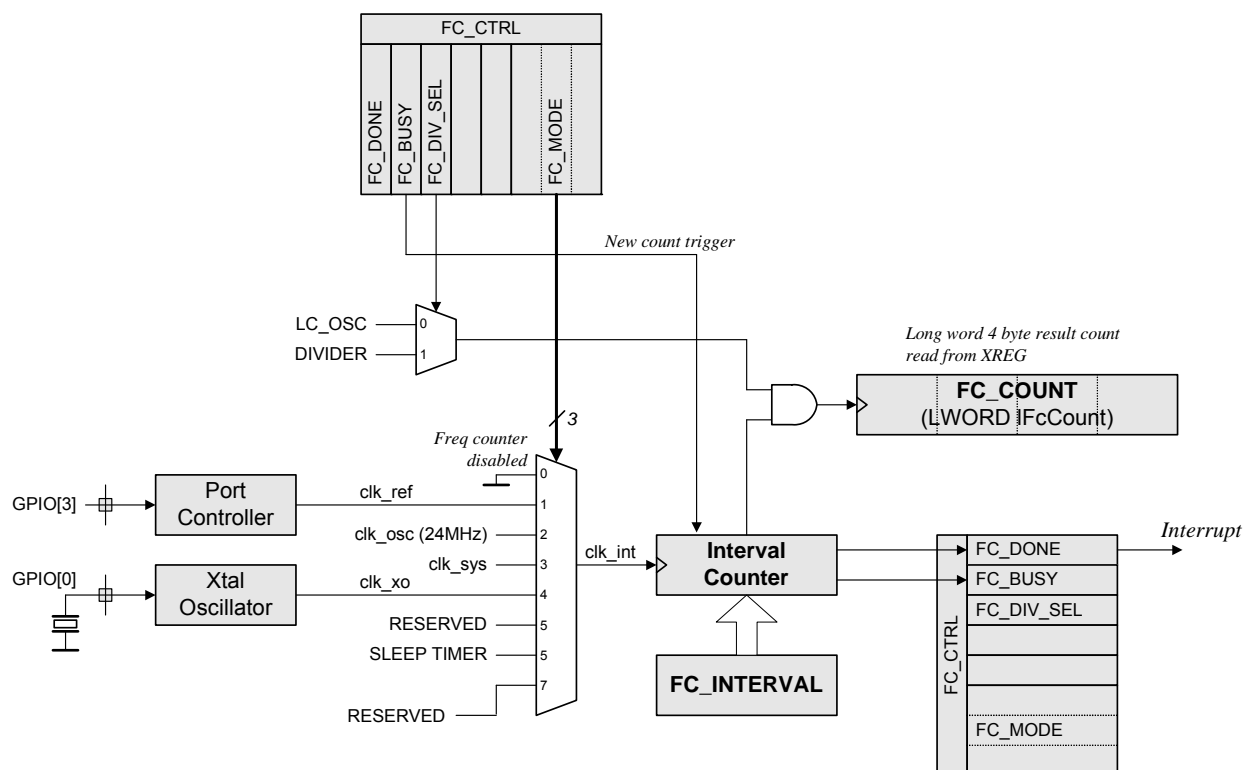 FC_CTRL
FC_DONE
FC_BUSY
FC_DIV_SEL
FC_MODE
New count trigger
LC_OSC
0
DIVIDER
1
Long word 4 byte result count
read from XREG
FC_COUNT
(LWORD lFcCount)
3
Freq counter
disabled
0
GPIO[3]
Port
Controller
clk_ref
1
clk_osc (24MHz)
2
clk_sys
3
GPIO[0]
Xtal
Oscillator
clk_xo
4
RESERVED
5
SLEEP TIMER
5
RESERVED
7
clk_int
Interval
Counter
FC_INTERVAL
FC_CTRL
FC_DONE
FC_BUSY
FC_DIV_SEL
FC_MODE
Interrupt